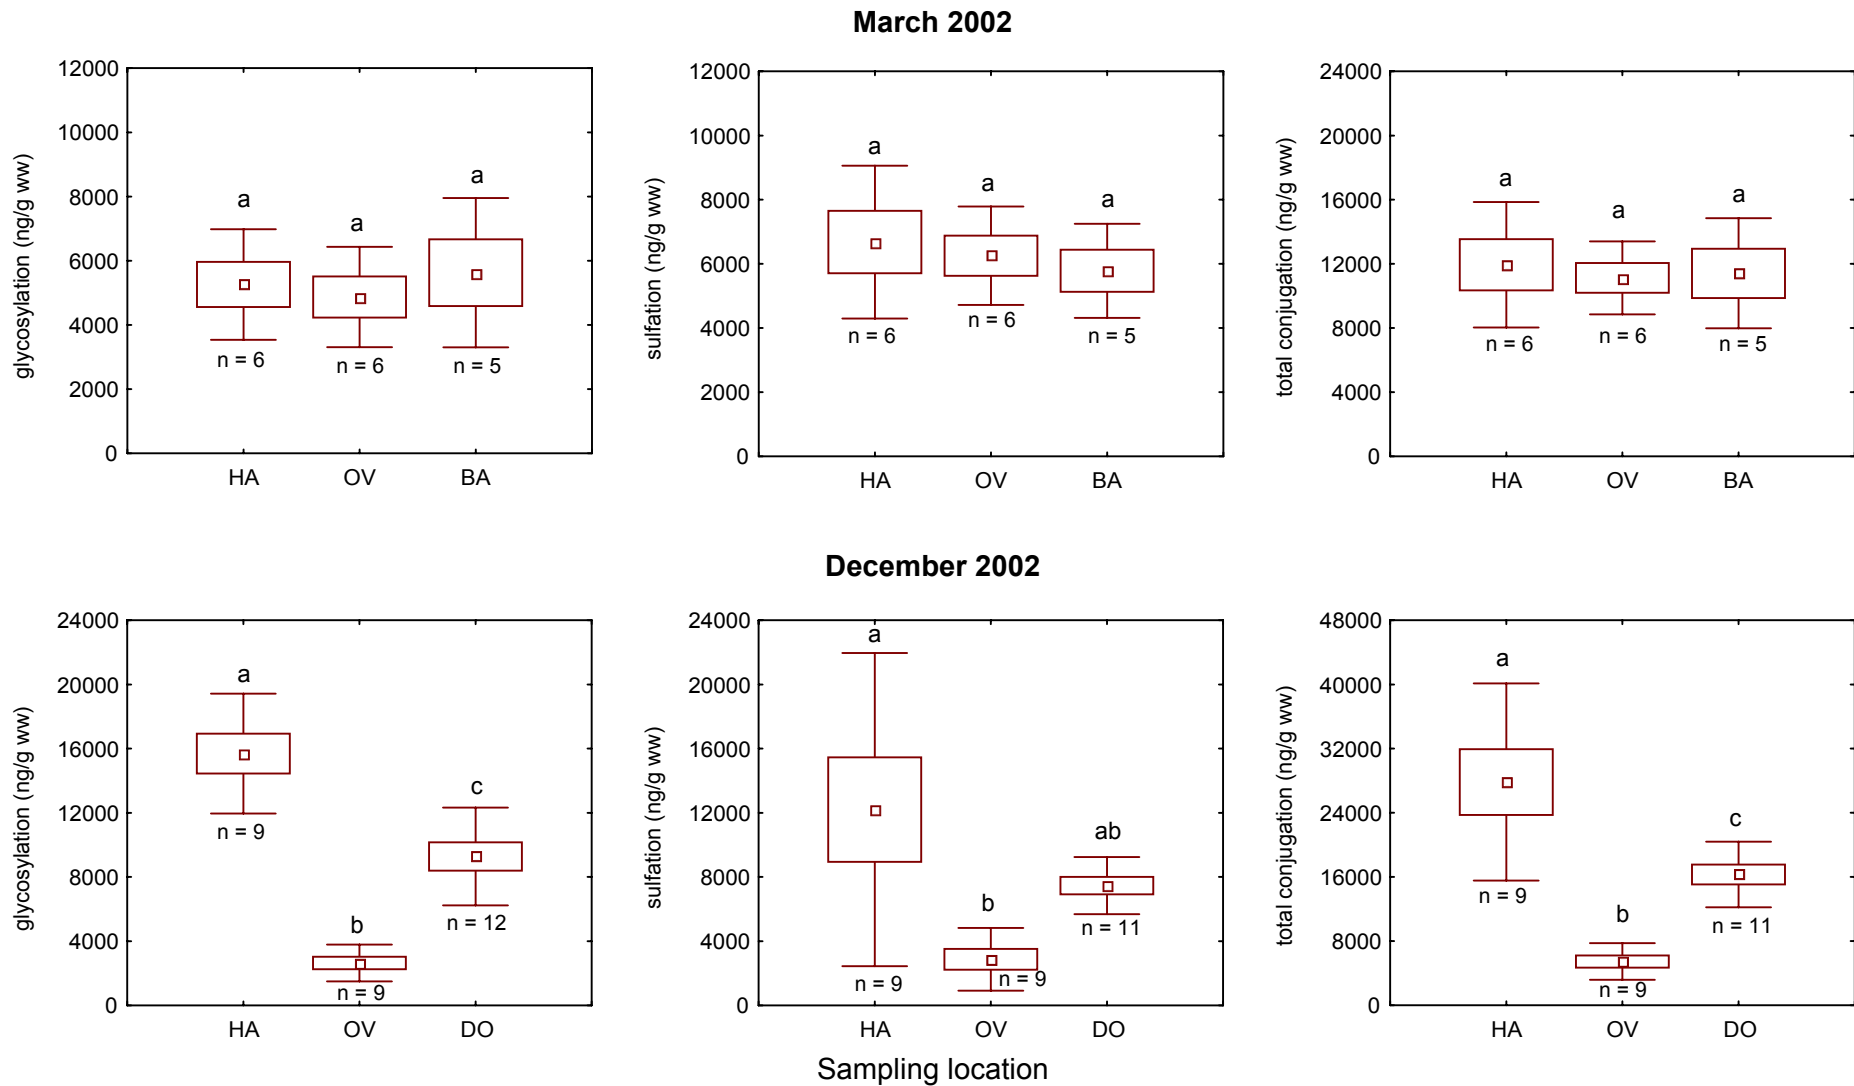 March 2002
glycosylation (ng/g ww)
12000
10000
8000
6000
4000
2000
0
a
a
a
n = 6
n = 6
n = 5
HA OV BA
sulfation (ng/g ww)
12000
10000
8000
6000
4000
2000
0
a
a
a
n = 6
n = 6
n = 5
HA OV BA
total conjugation (ng/g ww)
24000
20000
16000
12000
8000
4000
0
a
a
a
n = 6
n = 6
n = 5
HA OV BA
December 2002
glycosylation (ng/g ww)
24000
20000
16000
12000
8000
4000
0
a
b
c
n = 9
n = 9
n = 12
HA OV DO
sulfation (ng/g ww)
24000
20000
16000
12000
8000
4000
0
a
b
ab
n = 9
n = 9
n = 11
HA OV DO
total conjugation (ng/g ww)
48000
40000
32000
24000
16000
8000
0
a
b
c
n = 9
n = 9
n = 11
HA OV DO
Sampling location